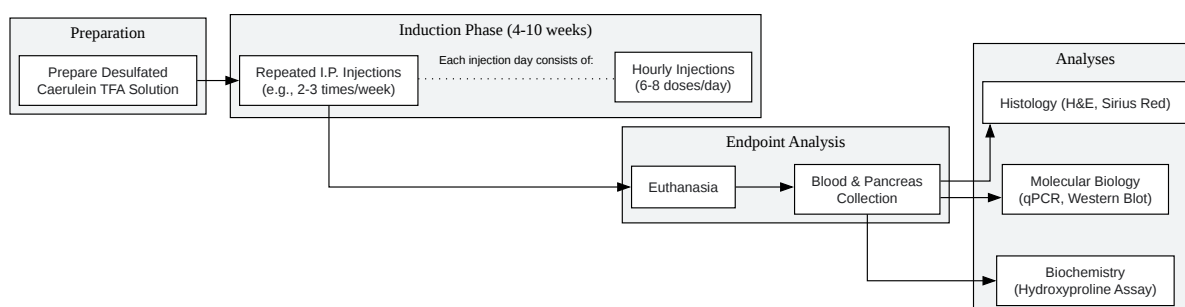 Preparation
Prepare Desulfated
Caerulein TFA Solution
Induction Phase (4-10 weeks)
Repeated I.P. Injections
(e.g., 2-3 times/week)
Each injection day consists of:
Hourly Injections
(6-8 doses/day)
Endpoint Analysis
Euthanasia
Blood & Pancreas
Collection
Analyses
Histology (H&E, Sirius Red)
Molecular Biology
(qPCR, Western Blot)
Biochemistry
(Hydroxyproline Assay)